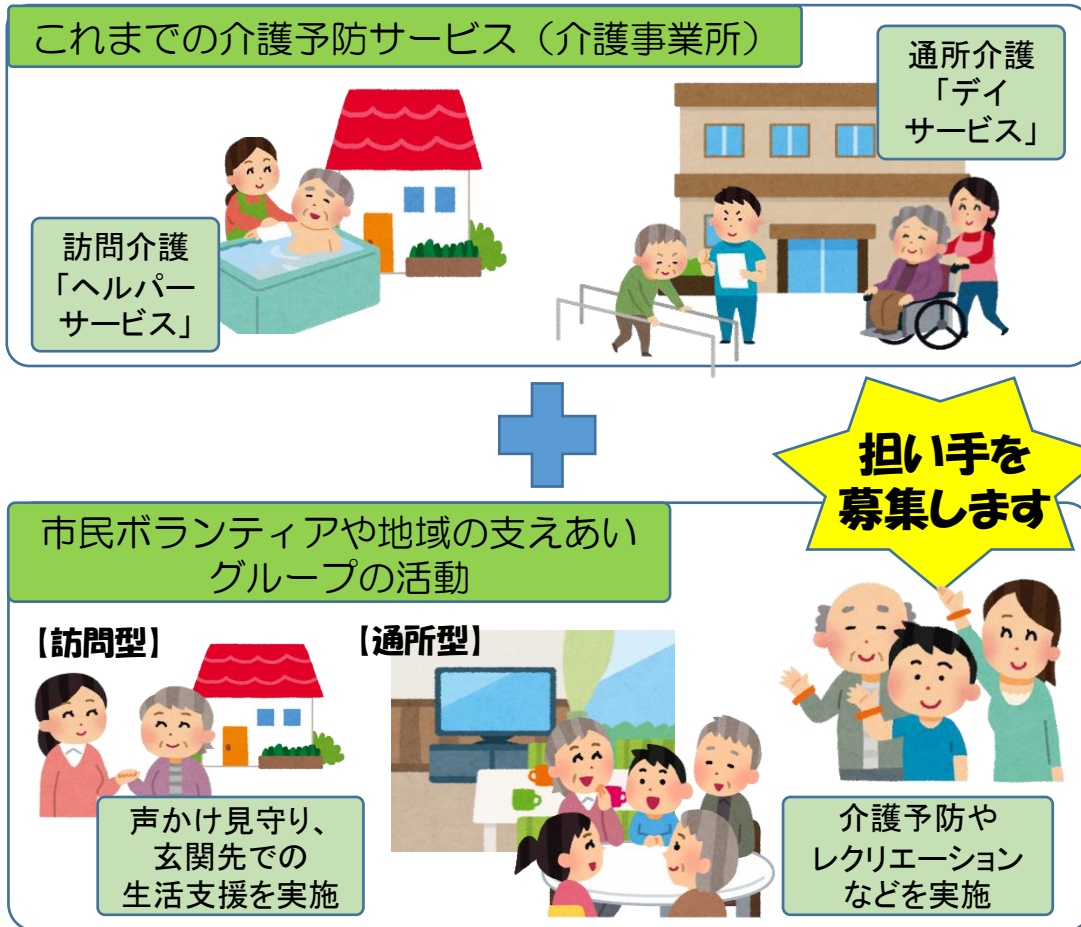 これまでの介護予防サービス（介護事業所）
通所介護
「デイ
サービス」
訪問介護
「ヘルパー
サービス」
担い手を
募集します
市民ボランティアや地域の支えあい
グループの活動
【訪問型】
【通所型】
声かけ見守り、
玄関先での
生活支援を実施
介護予防や
レクリエーション
などを実施